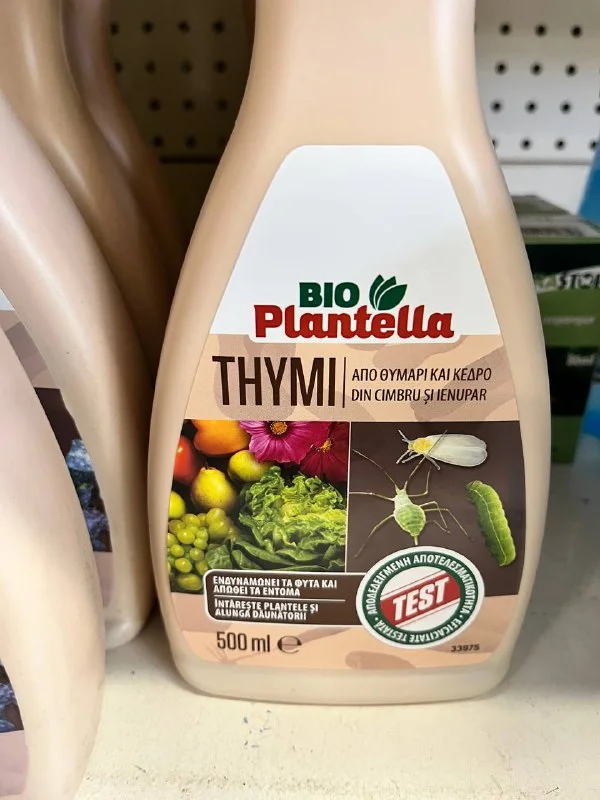 BIO
Plantella
THYMI
ΑΠΟ ΘΥΜΑΡΙ ΚΑΙ ΚΕΔΡΟ
DIN CIMBRU ȘI IENUPAR
ΕΝΔΥΝΑΜΩΝΕΙ ΤΑ ΦΥΤΑ ΚΑΙ
ΑΠΩΘΕΙ ΤΑ ΕΝΤΟΜΑ
ÎNTĂREȘTE PLANTELE ȘI
ALUNGĂ DĂUNĂTORII
ΑΠΟΔΕΔΕΙΓΜΕΝΗ ΑΠΟΤΕΛΕΣΜΑΤΙΚΟΤΗΤΑ
TEST
EFICACITATE TESTATĂ
500 ml ℮
33975